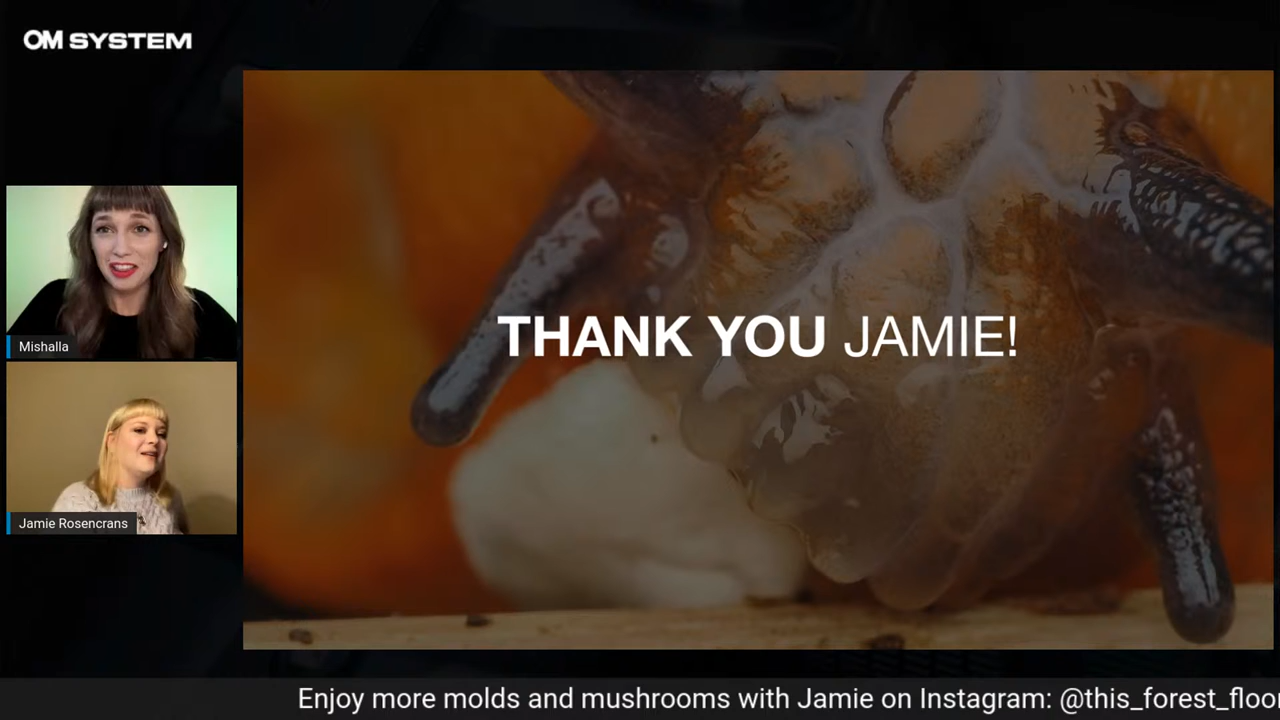 OM SYSTEM
Mishalla
Jamie Rosencrans
THANK YOU JAMIE!
Enjoy more molds and mushrooms with Jamie on Instagram: @this_forest_floor